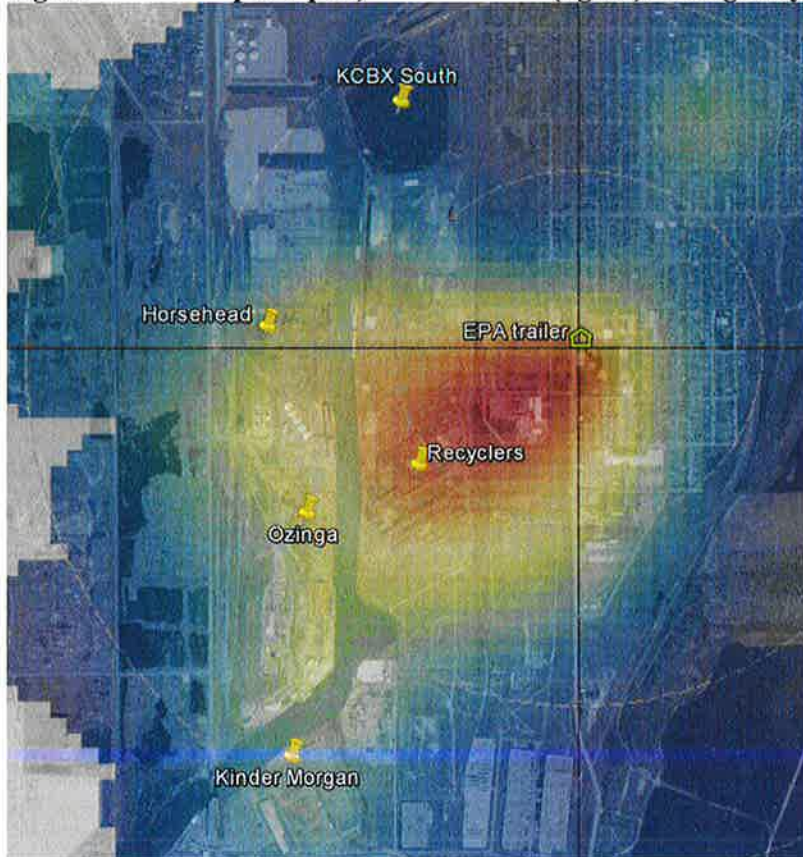 KCBX South
Horsehead
EPA trailer
Recyclers
Ozinga
Kinder Morgan